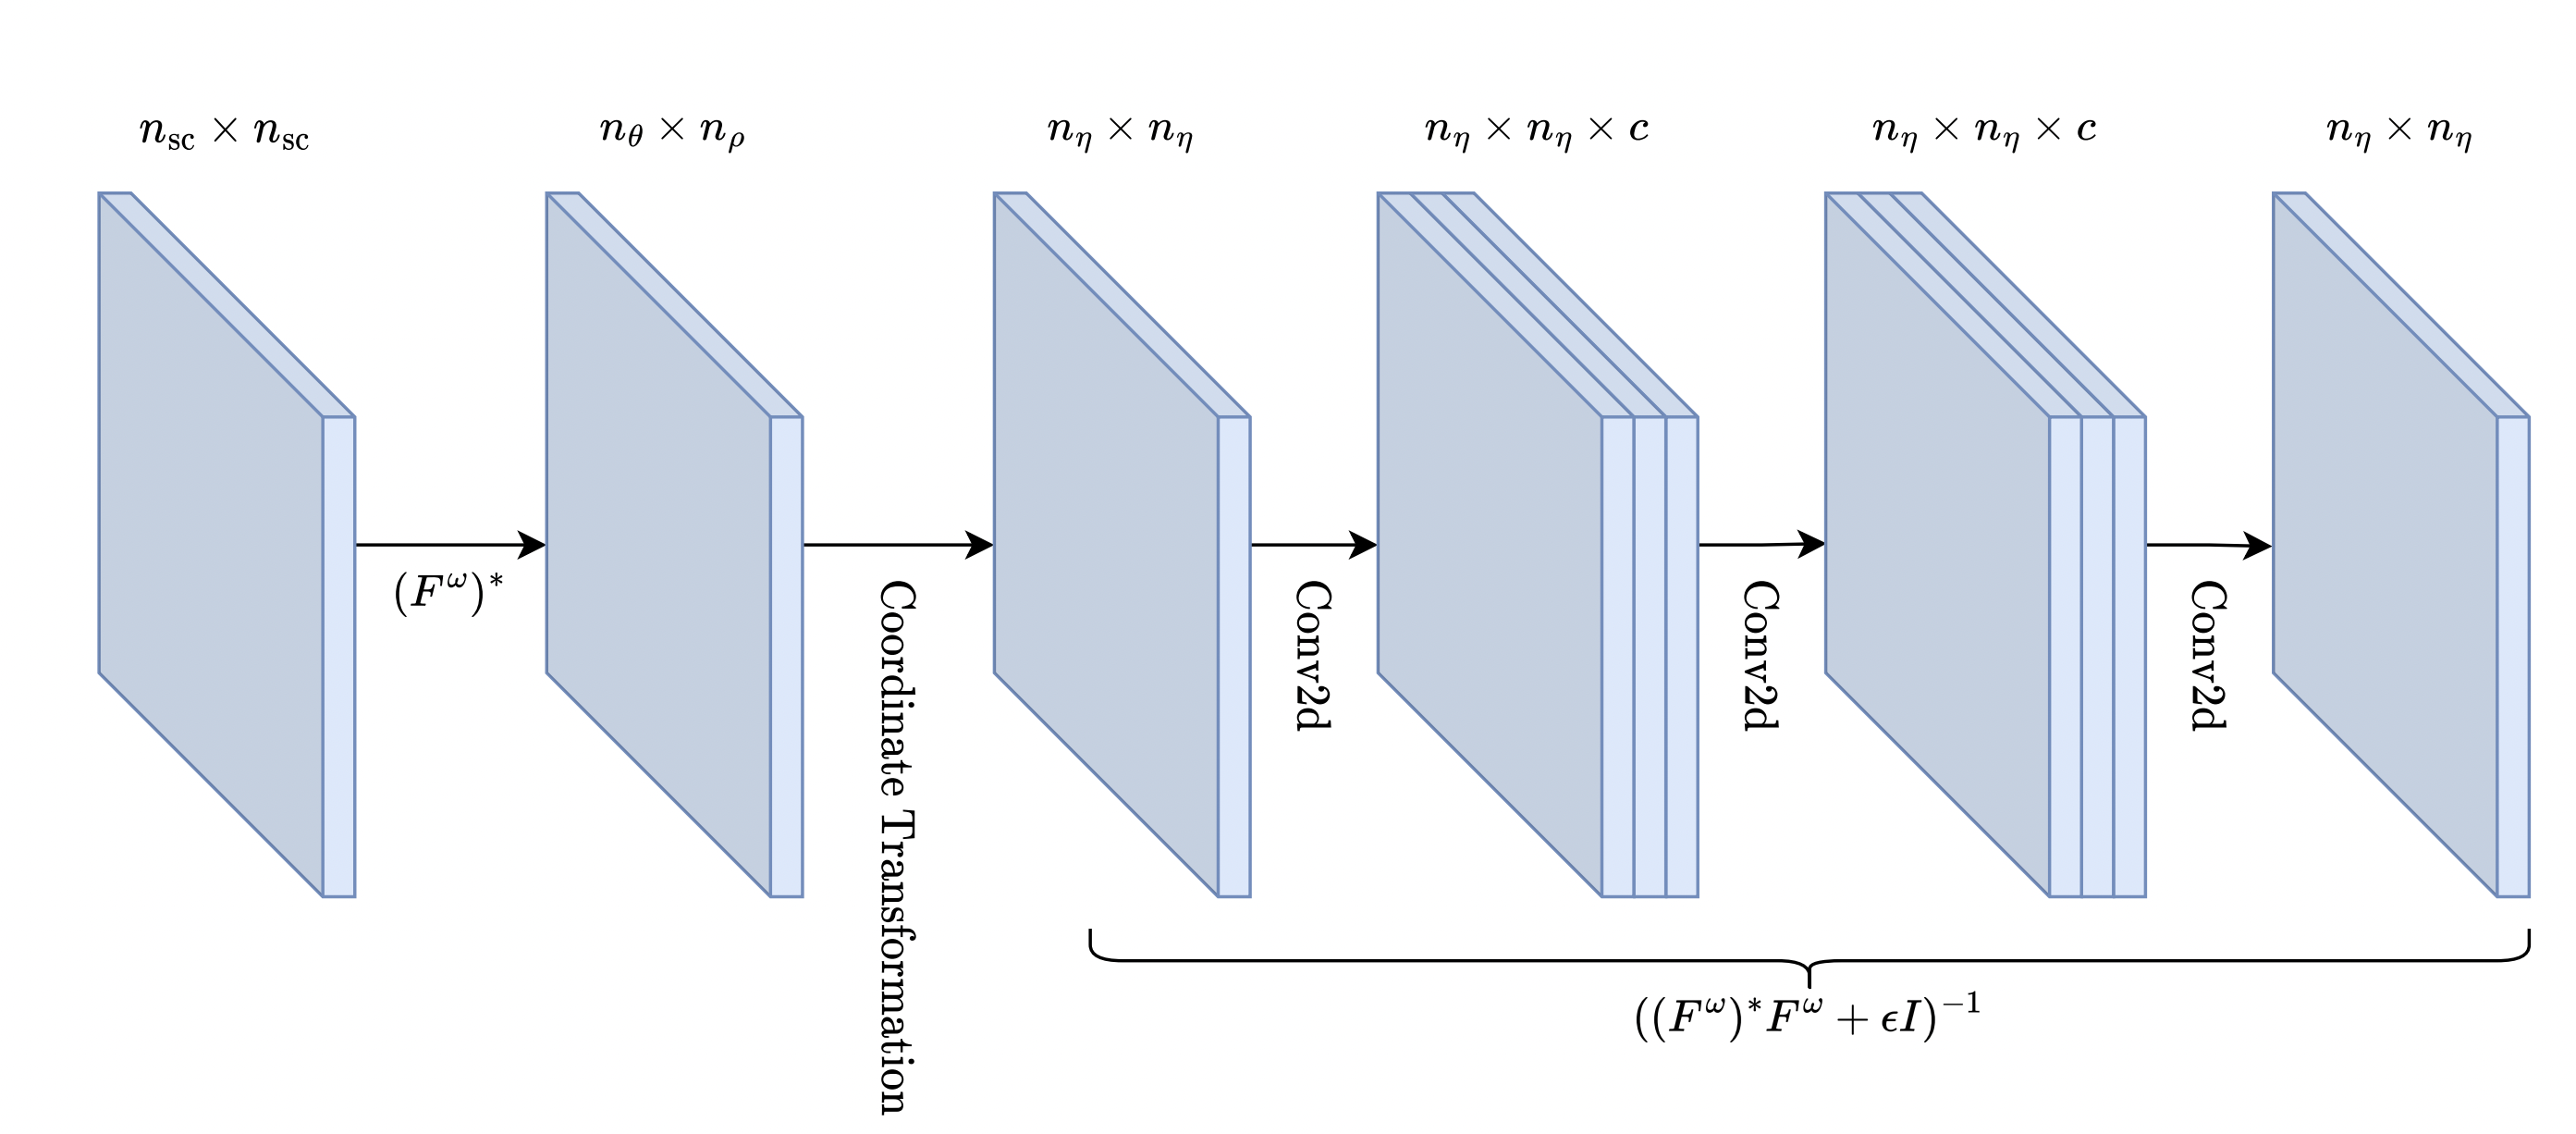 n_sc × n_sc
n_θ × n_ρ
n_η × n_η
n_η × n_η × c
n_η × n_η × c
n_η × n_η
(F^ω)^*
Coordinate Transformation
Conv2d
Conv2d
Conv2d
((F^ω)^* F^ω + ϵI)^{-1}